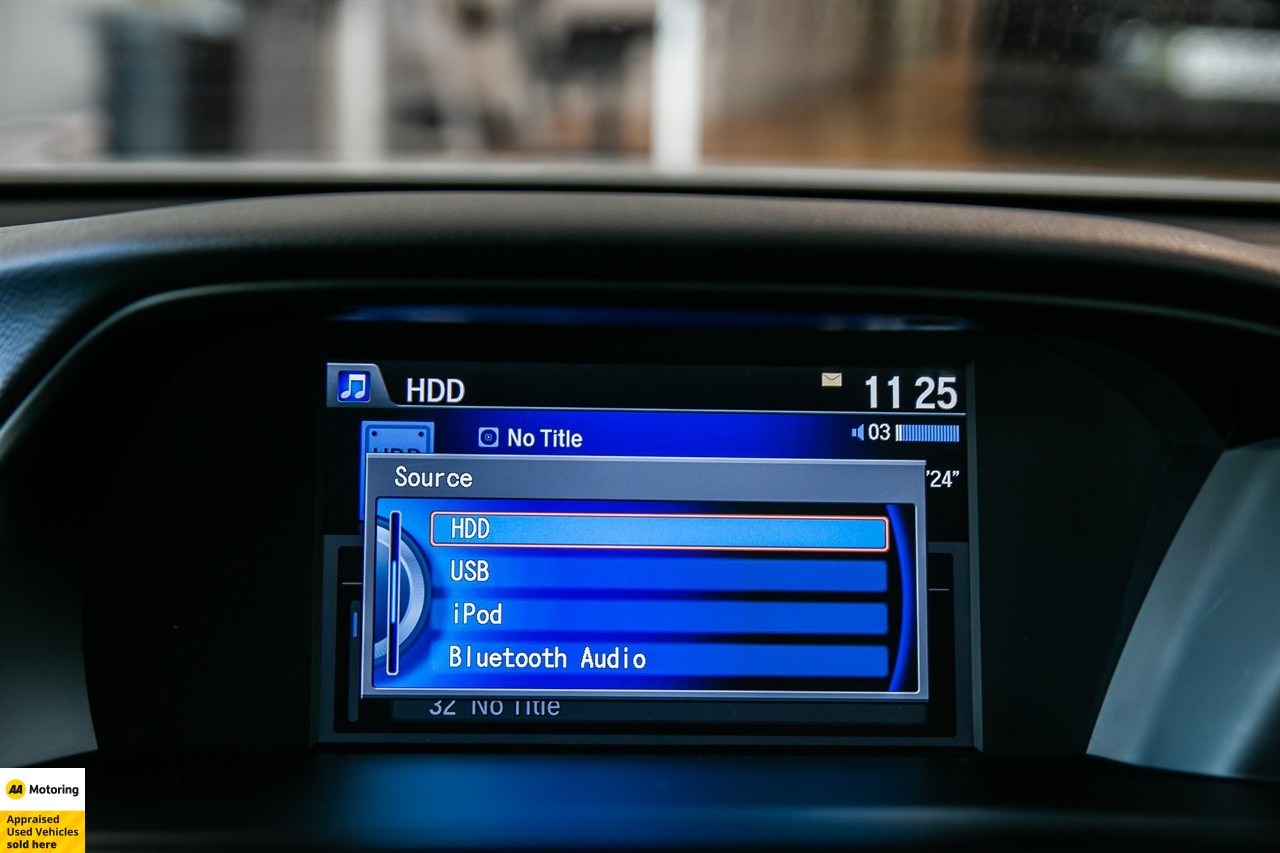 HDD
11 25
No Title
03
'24"
Source
HDD
USB
iPod
Bluetooth Audio
32 No Title
AA Motoring
Appraised
Used Vehicles
sold here